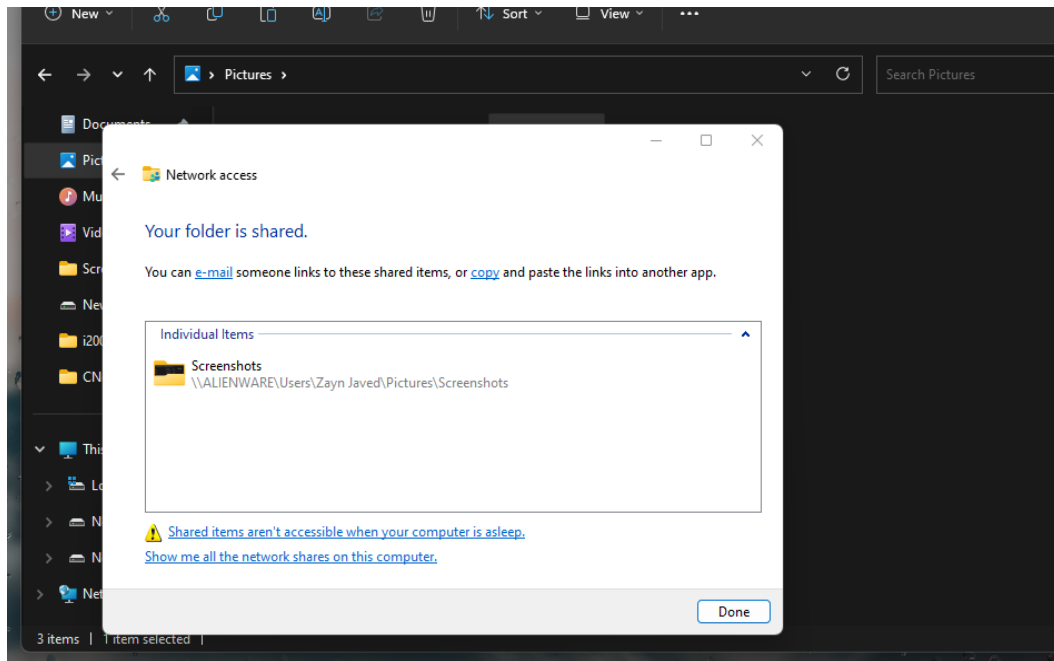 New
Sort
View
Pictures
Search Pictures
Documents
Network access
Your folder is shared.
You can e-mail someone links to these shared items, or copy and paste the links into another app.
Individual Items
Screenshots
\\ALIENWARE\Users\Zayn Javed\Pictures\Screenshots
This
Shared items aren't accessible when your computer is asleep.
Show me all the network shares on this computer.
Done
3 items
1 item selected